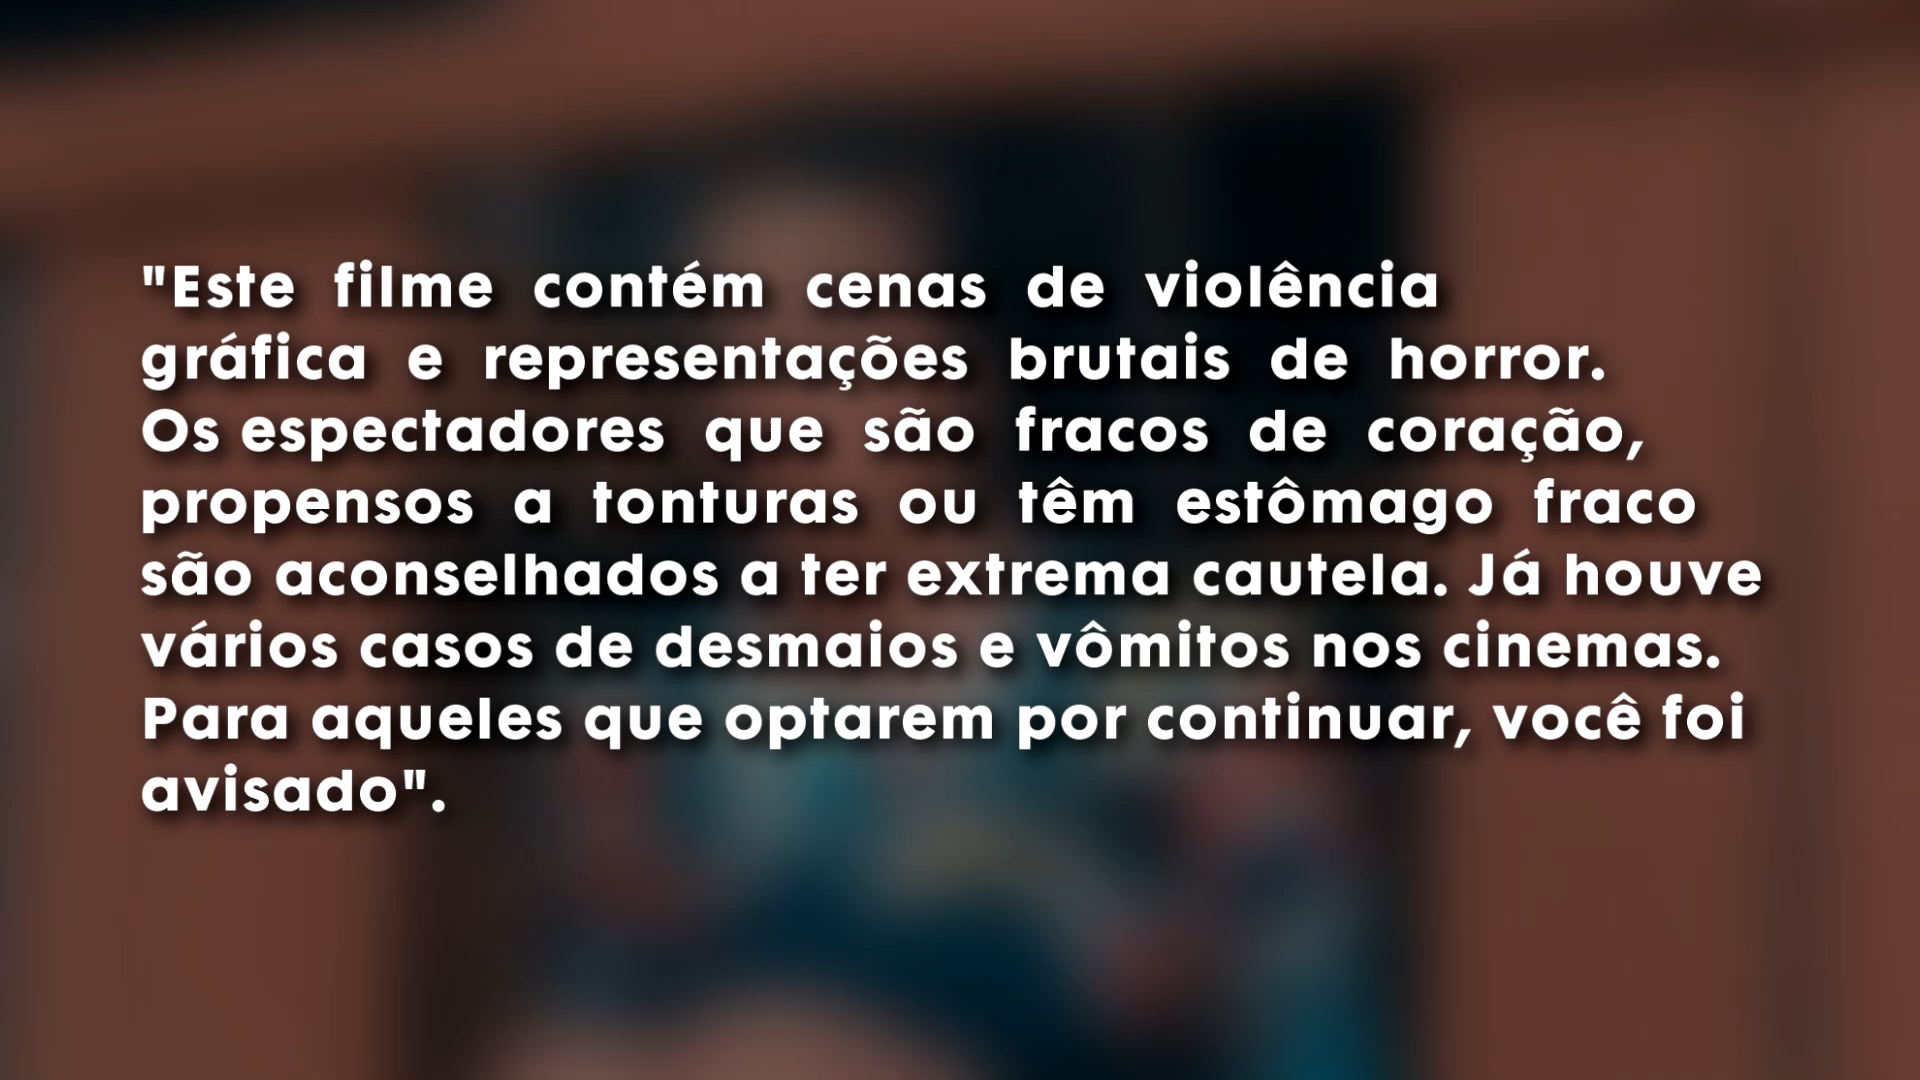 "Este filme contém cenas de violência
gráfica e representações brutais de horror.
Os espectadores que são fracos de coração,
propensos a tonturas ou têm estômago fraco
são aconselhados a ter extrema cautela. Já houve
vários casos de desmaios e vômitos nos cinemas.
Para aqueles que optarem por continuar, você foi
avisado".